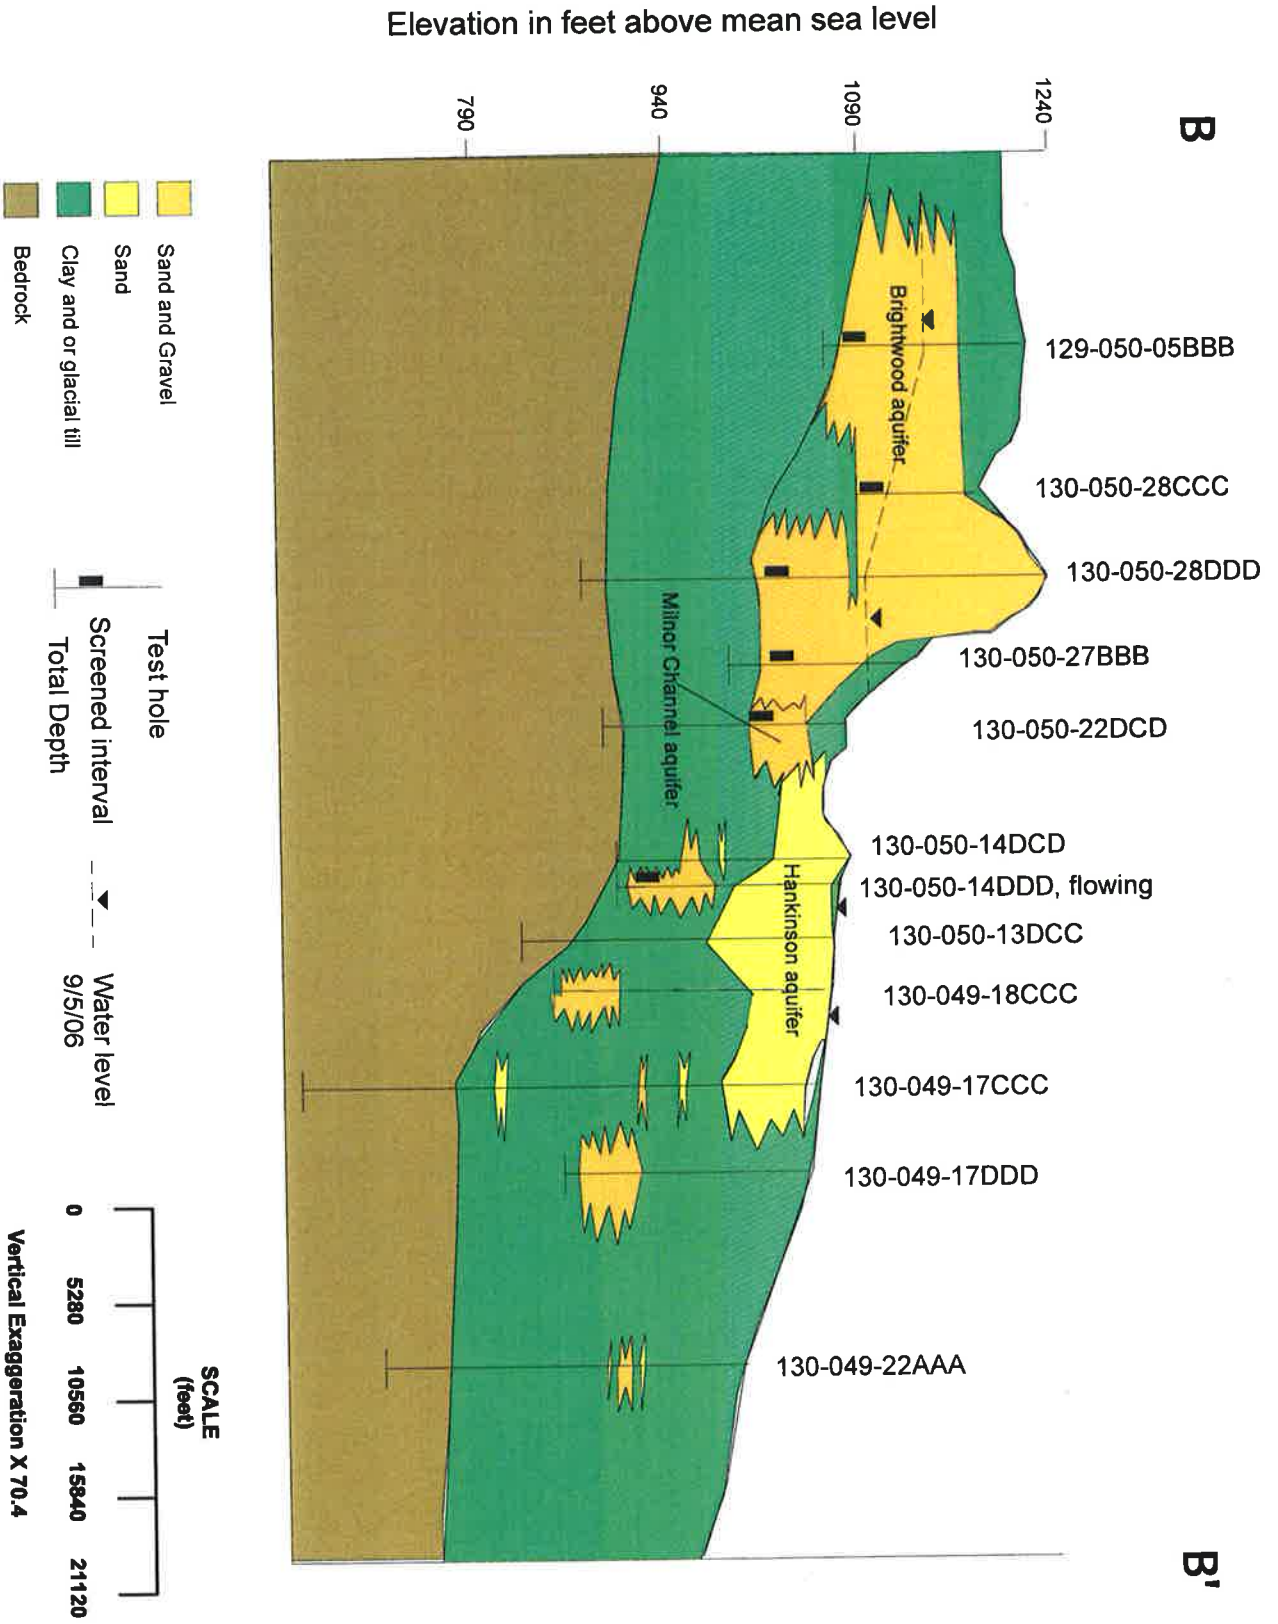 B
B'
Elevation in feet above mean sea level
1240
1090
940
790
129-050-05BBB
130-050-28CCC
130-050-28DDD
130-050-27BBB
130-050-22DCD
130-050-14DCD
130-050-14DDD, flowing
130-050-13DCC
130-049-18CCC
130-049-17CCC
130-049-17DDD
130-049-22AAA
Brightwood aquifer
Milnor Channel aquifer
Hankinson aquifer
Sand and Gravel
Sand
Clay and or glacial till
Bedrock
Test hole
Screened interval
Total Depth
Water level
9/5/06
SCALE
(feet)
0 5280 10560 15840 21120
Vertical Exaggeration X 70.4